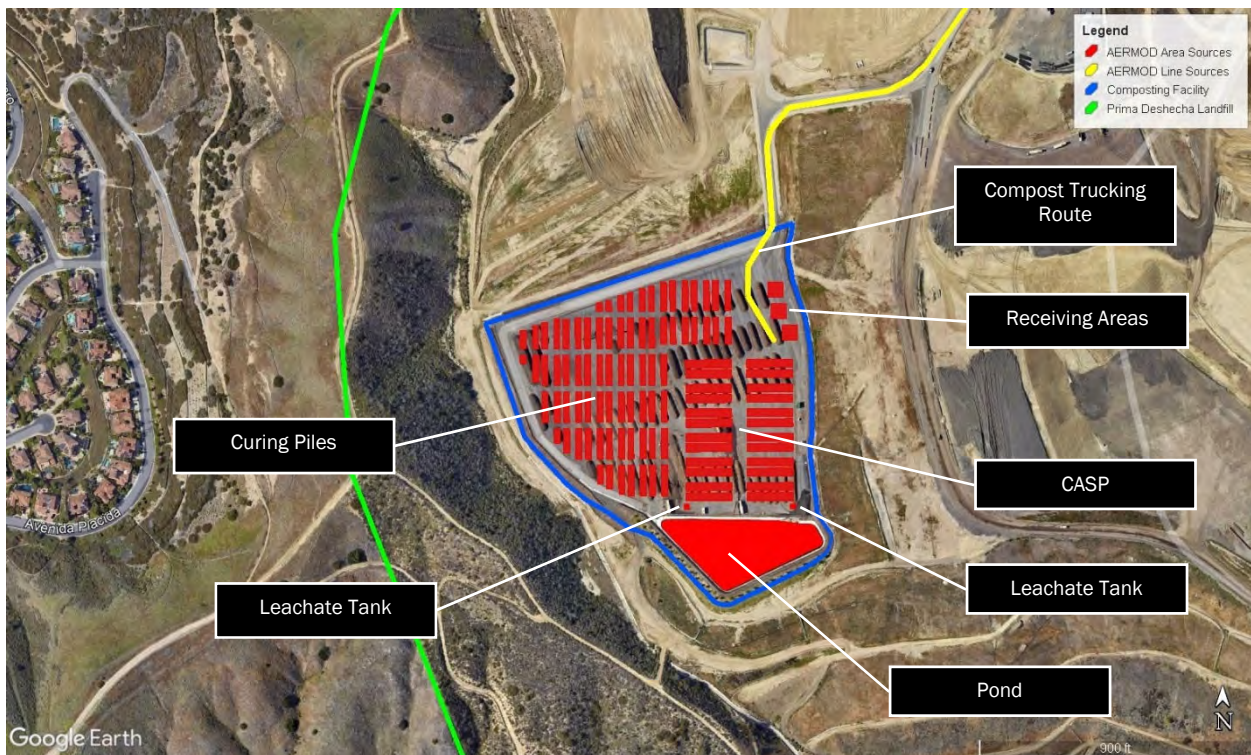 Legend
AERMOD Area Sources
AERMOD Line Sources
Composting Facility
Prima Deshecha Landfill
Compost Trucking
Route
Receiving Areas
Curing Piles
CASP
Avenida Placida
Leachate Tank
Leachate Tank
Pond
N
Google Earth
900 ft